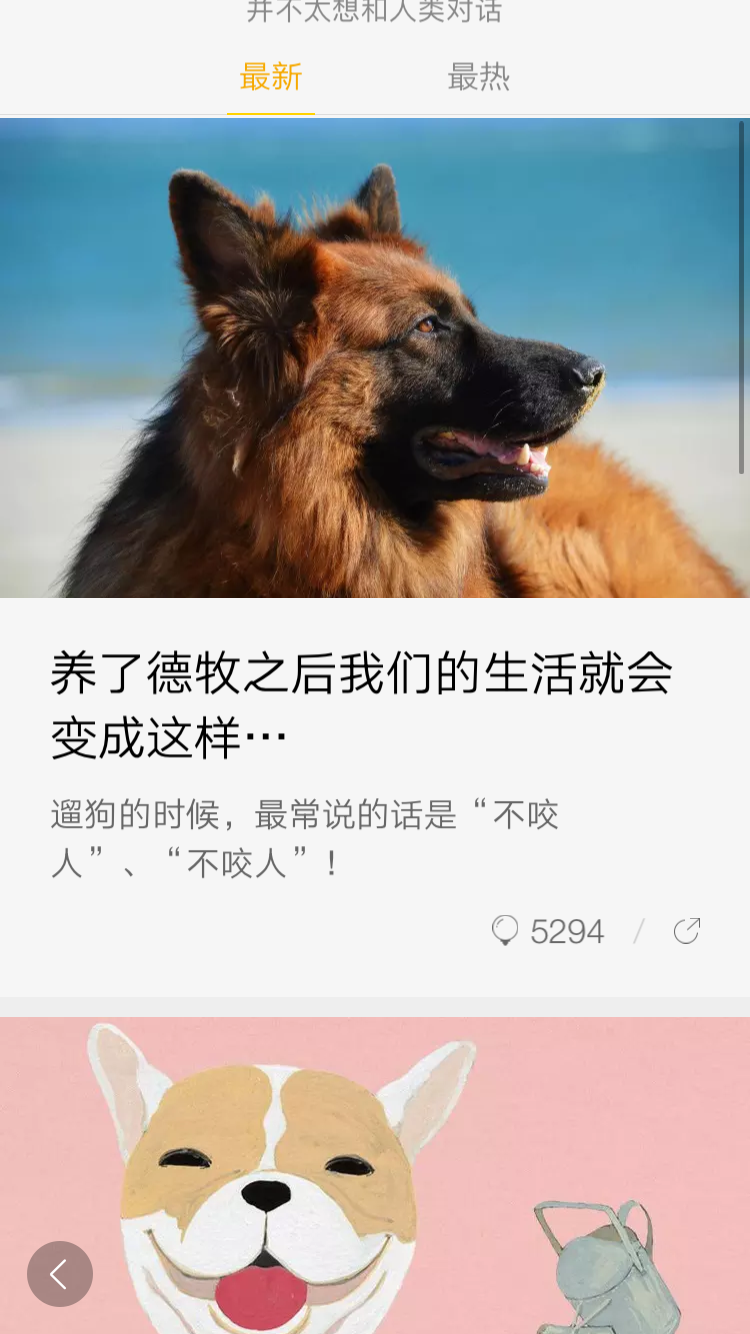 并不太想和人类对话
最新
最热
养了德牧之后我们的生活就会
变成这样···
遛狗的时候，最常说的话是“不咬
人”、“不咬人”！
5294 /